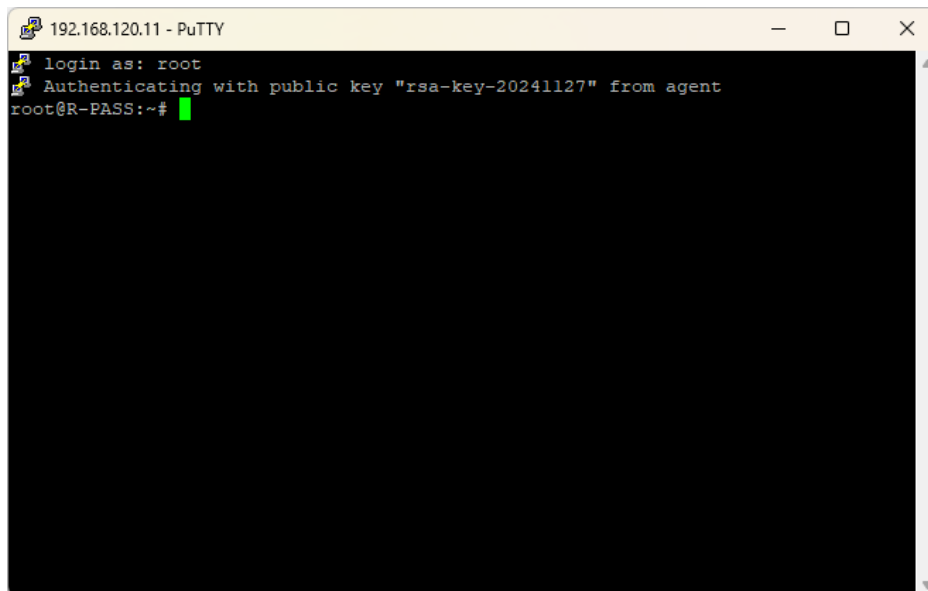 192.168.120.11 - PuTTY
login as: root
Authenticating with public key "rsa-key-20241127" from agent
root@R-PASS:~#